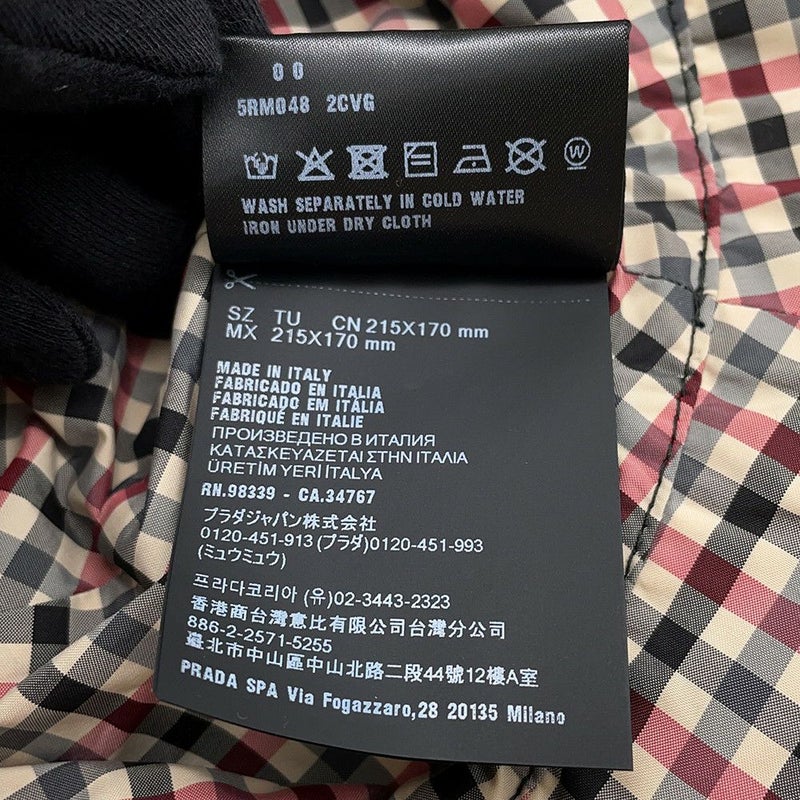 0 0
5RM048 2CVG
W
WASH SEPARATELY IN COLD WATER
IRON UNDER DRY CLOTH
SZ TU CN 215X170 mm
MX 215X170 mm
MADE IN ITALY
FABRICADO EN ITALIA
FABRICADO EM ITÁLIA
FABRIQUÉ EN ITALIE
ПРОИЗВЕДЕНО В ИТАЛИЯ
ΚΑΤΑΣΚΕΥΑΖΕΤΑΙ ΣΤΗΝ ΙΤΑΛΙΑ
ÜRETİM YERİ İTALYA
RN.98339 - CA.34767
プラダジャパン株式会社
0120-451-913 (プラダ)0120-451-993
(ミュウミュウ)
프라다코리아 (유)02-3443-2323
香港商台灣意比有限公司台灣分公司
886-2-2571-5255
臺北市中山區中山北路二段44號12樓A室
PRADA SPA Via Fogazzaro,28 20135 Milano